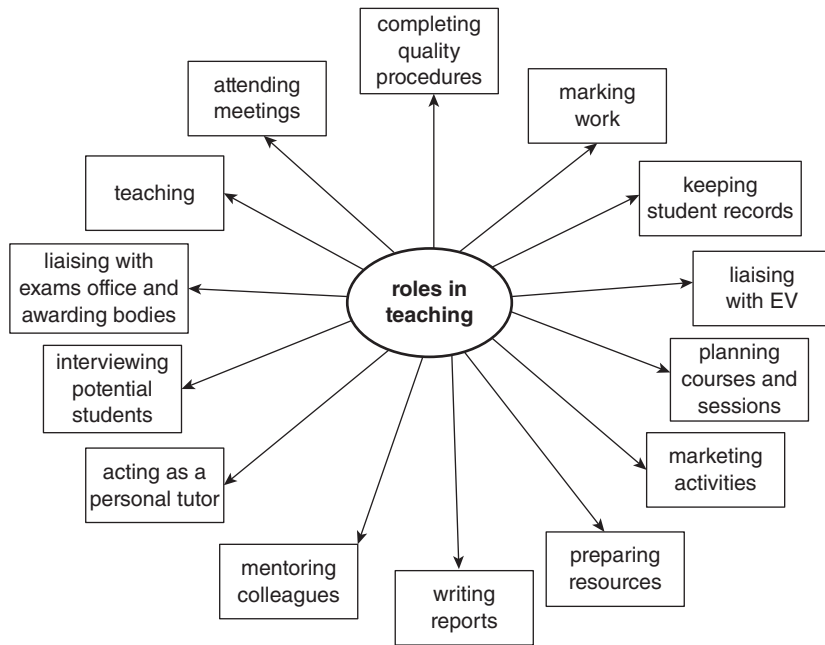 completing
quality
procedures
attending
meetings
marking
work
teaching
keeping
student records
liaising with
exams office and
awarding bodies
roles in
teaching
liaising
with EV
interviewing
potential
students
planning
courses and
sessions
acting as a
personal tutor
marketing
activities
mentoring
colleagues
writing
reports
preparing
resources